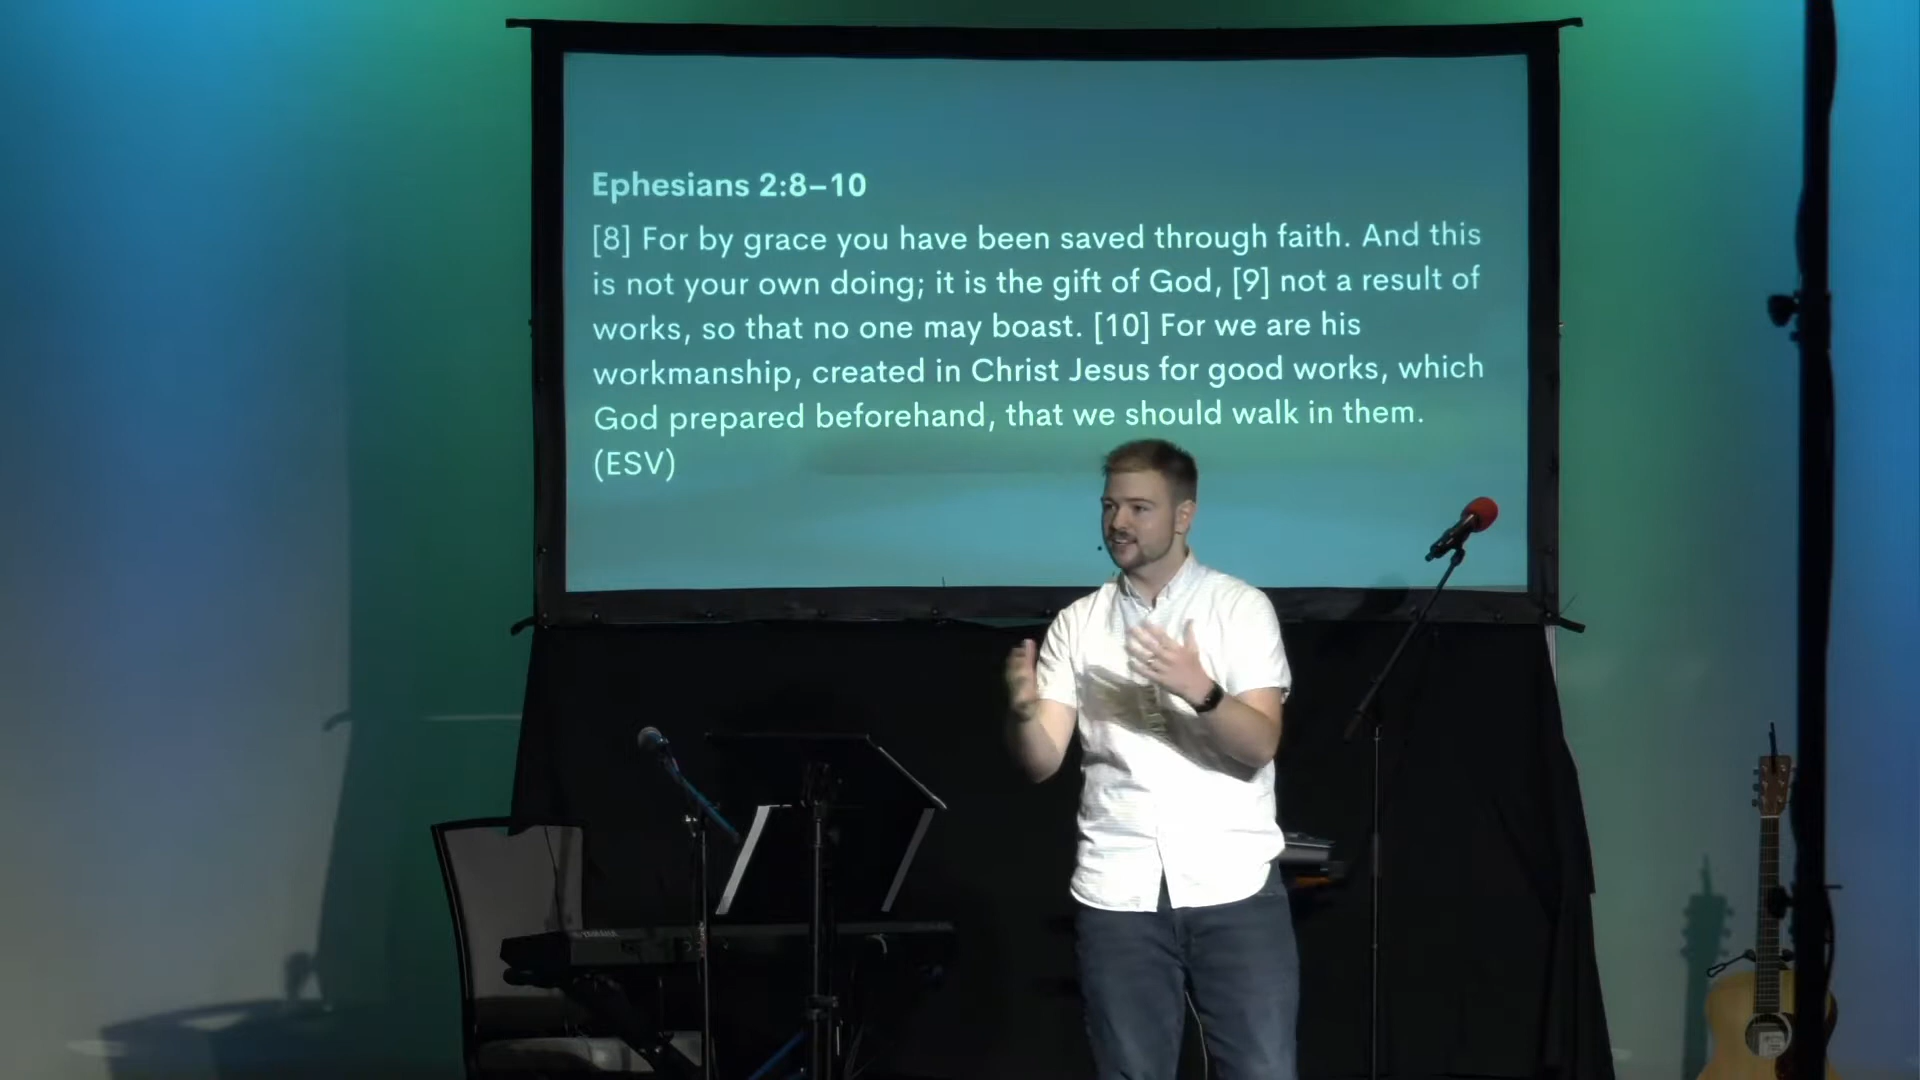 Ephesians 2:8–10
[8] For by grace you have been saved through faith. And this
is not your own doing; it is the gift of God, [9] not a result of
works, so that no one may boast. [10] For we are his
workmanship, created in Christ Jesus for good works, which
God prepared beforehand, that we should walk in them.
(ESV)
YAMAHA